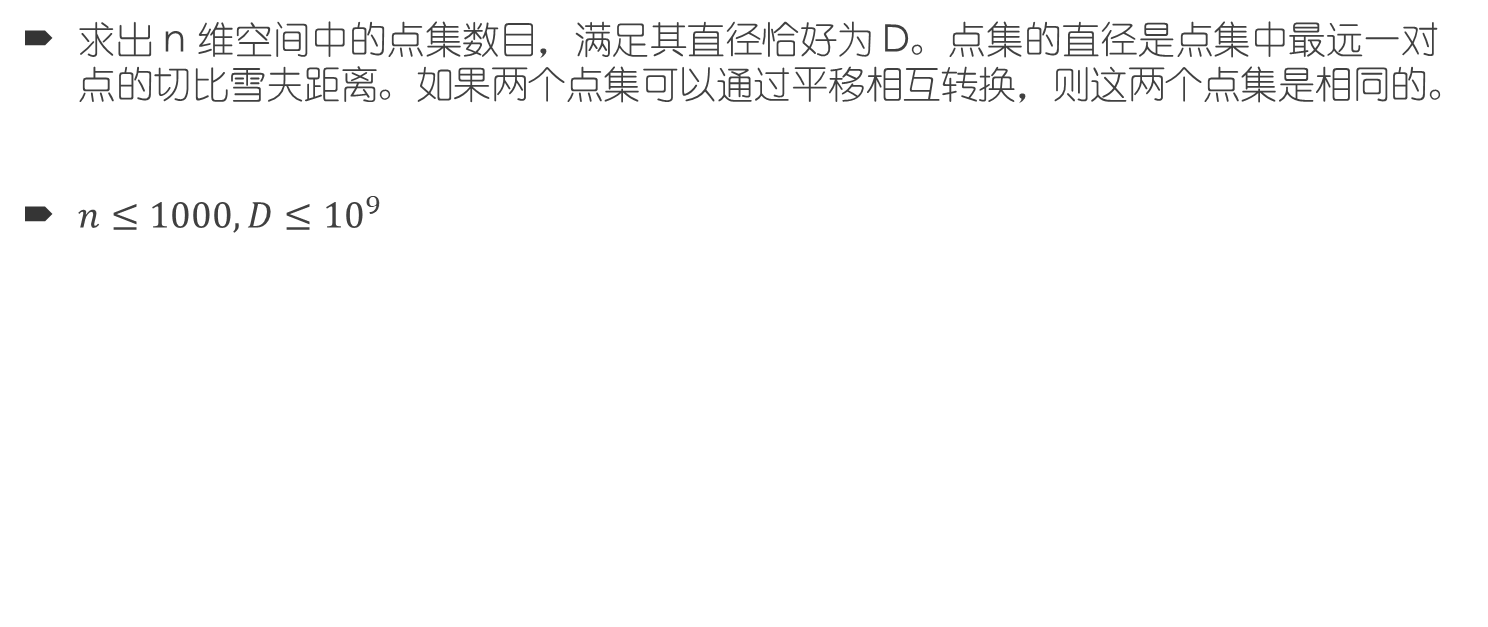 求出 n 维空间中的点集数目，满足其直径恰好为 D。点集的直径是点集中最远一对
点的切比雪夫距离。如果两个点集可以通过平移相互转换，则这两个点集是相同的。
n ≤ 1000, D ≤ 10⁹